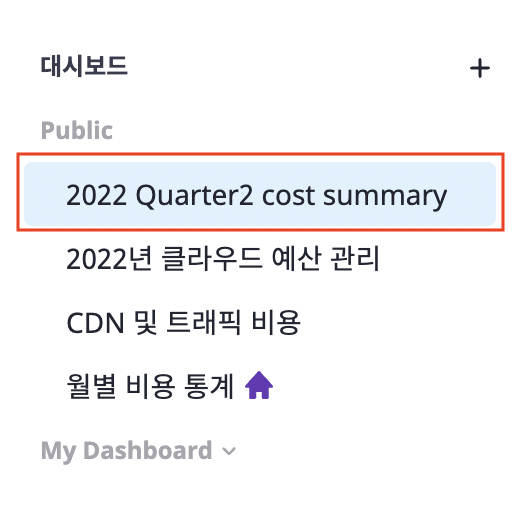 대시보드
Public
2022 Quarter2 cost summary
2022년 클라우드 예산 관리
CDN 및 트래픽 비용
월별 비용 통계
My Dashboard